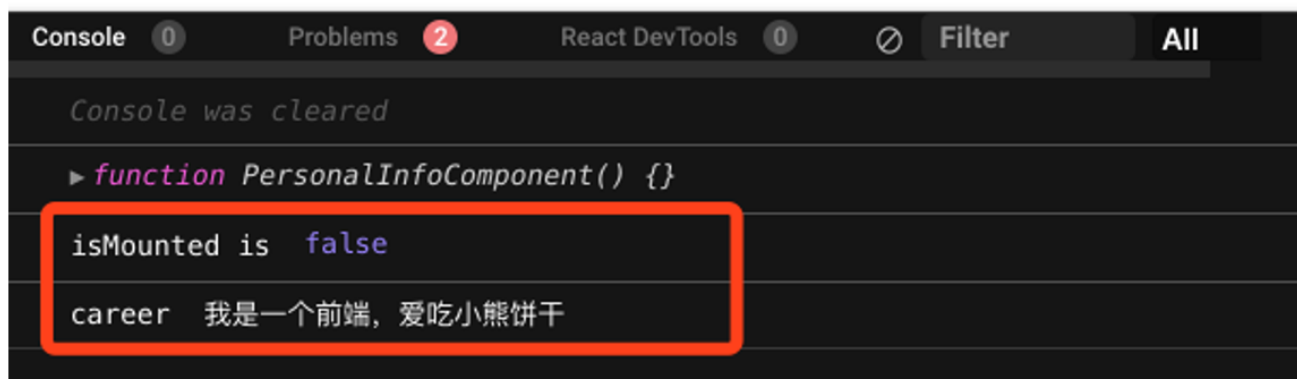 Console 0 Problems 2 React DevTools 0 Filter All
Console was cleared
function PersonalInfoComponent() {}
isMounted is false
career 我是一个前端，爱吃小熊饼干